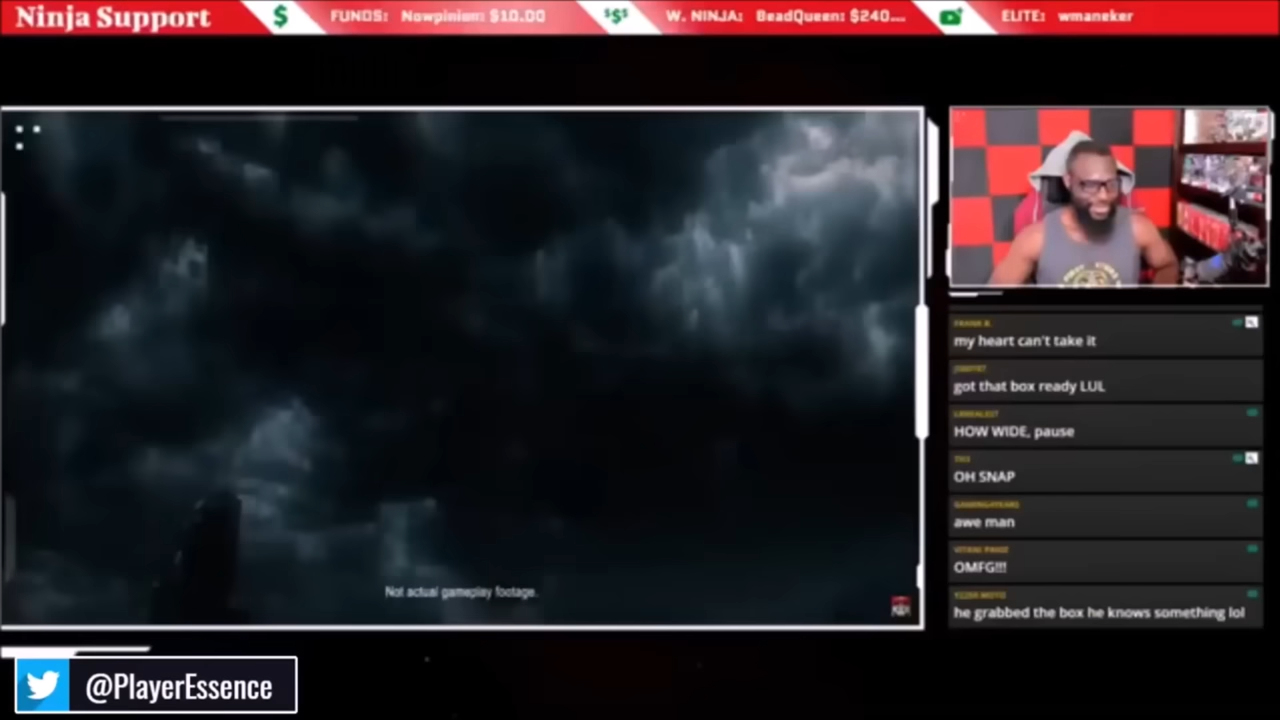 Ninja Support
$
FUNDS: Nowpinion: $10.00
$$$
W. NINJA: BeadQueen: $240....
ELITE: wmaneker
FRANK B.
my heart can't take it
got that box ready LUL
HOW WIDE, pause
OH SNAP
awe man
OMFG!!!
he grabbed the box he knows something lol
Not actual gameplay footage.
@PlayerEssence